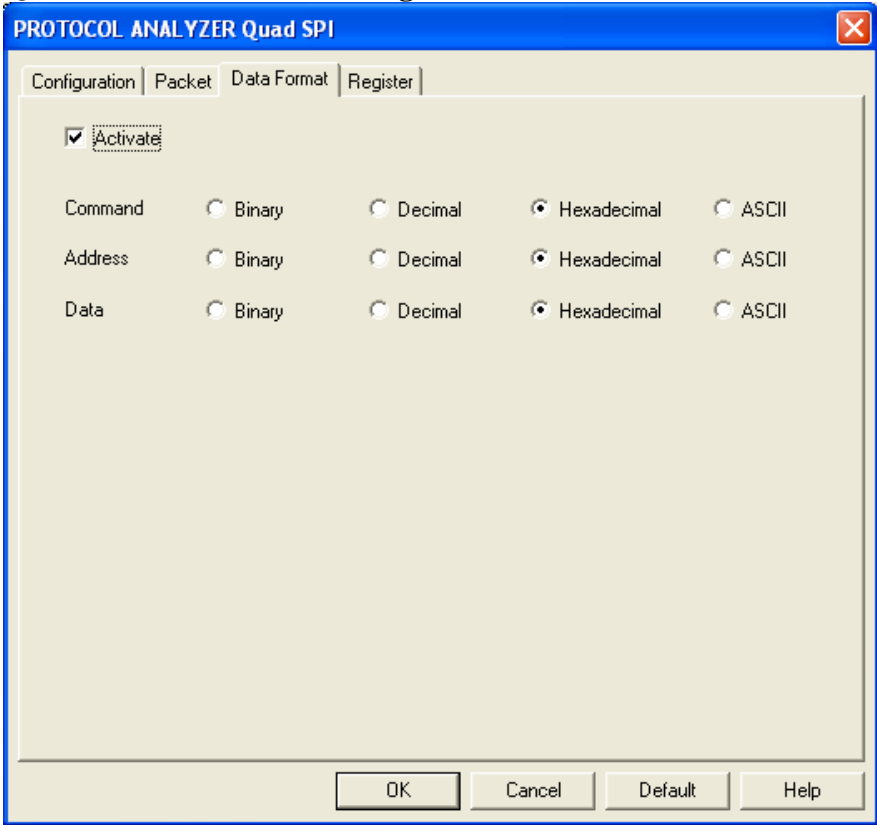 PROTOCOL ANALYZER Quad SPI
Configuration Packet Data Format Register
Activate
Command Binary Decimal Hexadecimal ASCII
Address Binary Decimal Hexadecimal ASCII
Data Binary Decimal Hexadecimal ASCII
OK Cancel Default Help